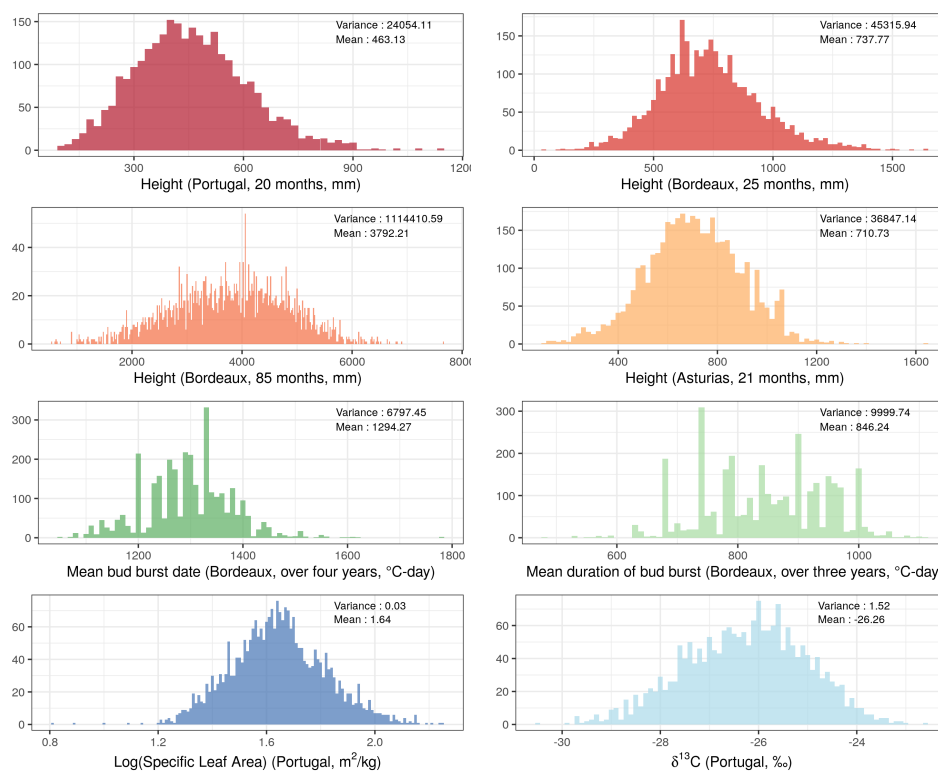 Variance : 24054.11
Mean : 463.13
150
100
50
0
300
600
900
120
Height (Portugal, 20 months, mm)
Variance : 45315.94
Mean : 737.77
150
100
50
0
0
500
1000
1500
Height (Bordeaux, 25 months, mm)
Variance : 1114410.59
Mean : 3792.21
40
20
0
2000
4000
6000
8000
Height (Bordeaux, 85 months, mm)
Variance : 36847.14
Mean : 710.73
150
100
50
0
400
800
1200
1600
Height (Asturias, 21 months, mm)
Variance : 6797.45
Mean : 1294.27
300
200
100
0
1200
1400
1600
1800
Mean bud burst date (Bordeaux, over four years, °C-day)
Variance : 9999.74
Mean : 846.24
300
200
100
0
600
800
1000
Mean duration of bud burst (Bordeaux, over three years, °C-day
Variance : 0.03
Mean : 1.64
60
40
20
0
0.8
1.2
1.6
2.0
Log(Specific Leaf Area) (Portugal, m²/kg)
Variance : 1.52
Mean : -26.26
60
40
20
0
-30
-28
-26
-24
δ¹³C (Portugal, ‰)